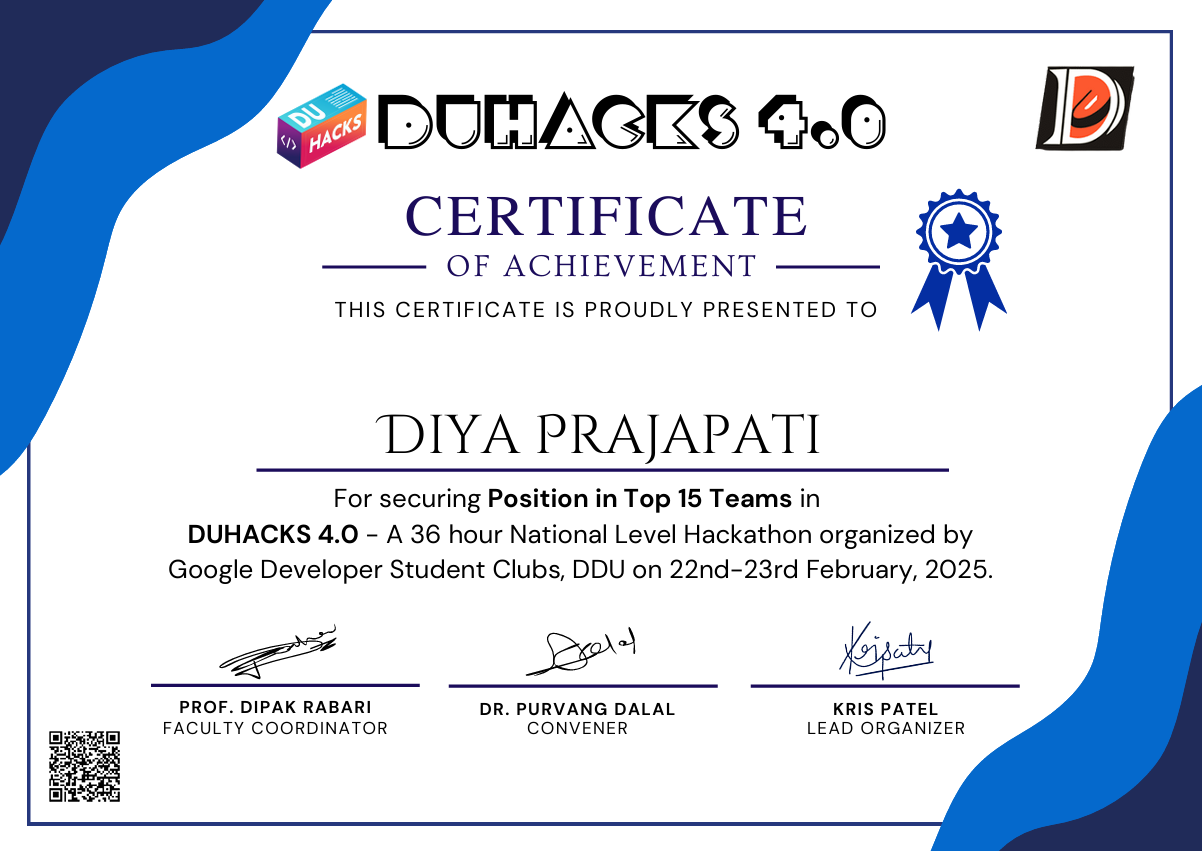 DU
HACKS
</>
DUHACKS 4.0
D
CERTIFICATE
OF ACHIEVEMENT
THIS CERTIFICATE IS PROUDLY PRESENTED TO
DIYA PRAJAPATI
For securing Position in Top 15 Teams in
DUHACKS 4.0 - A 36 hour National Level Hackathon organized by
Google Developer Student Clubs, DDU on 22nd-23rd February, 2025.
PROF. DIPAK RABARI
FACULTY COORDINATOR
DR. PURVANG DALAL
CONVENER
KRIS PATEL
LEAD ORGANIZER